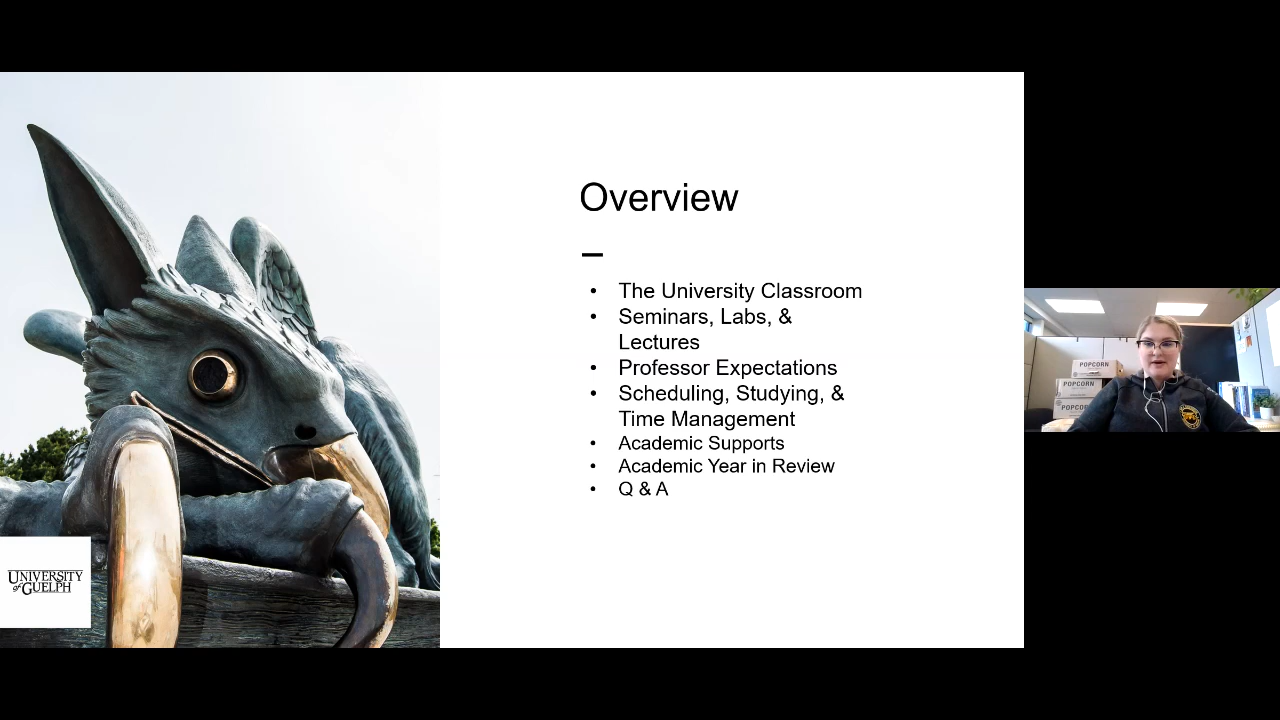 Overview
The University Classroom
Seminars, Labs, &
Lectures
Professor Expectations
Scheduling, Studying, &
Time Management
Academic Supports
Academic Year in Review
Q & A
UNIVERSITY
of GUELPH
POPCORN
POPCORN
POPCORN